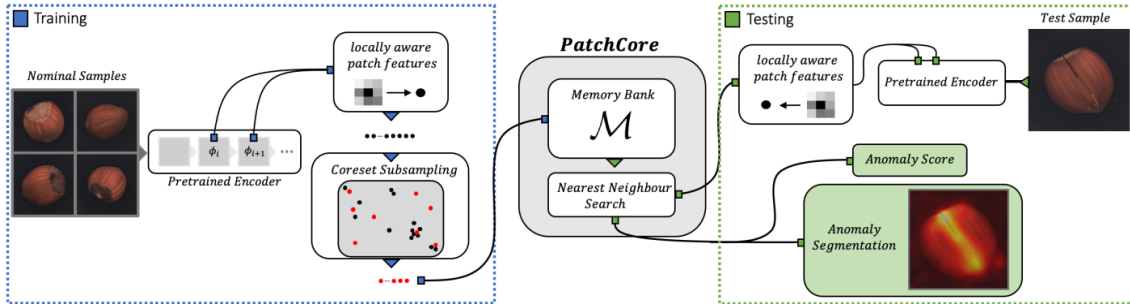 Training
Nominal Samples
ϕᵢ
ϕᵢ₊₁
...
Pretrained Encoder
locally aware
patch features
Coreset Subsampling
PatchCore
Memory Bank
ℳ
Nearest Neighbour
Search
Testing
locally aware
patch features
Pretrained Encoder
Test Sample
Anomaly Score
Anomaly
Segmentation